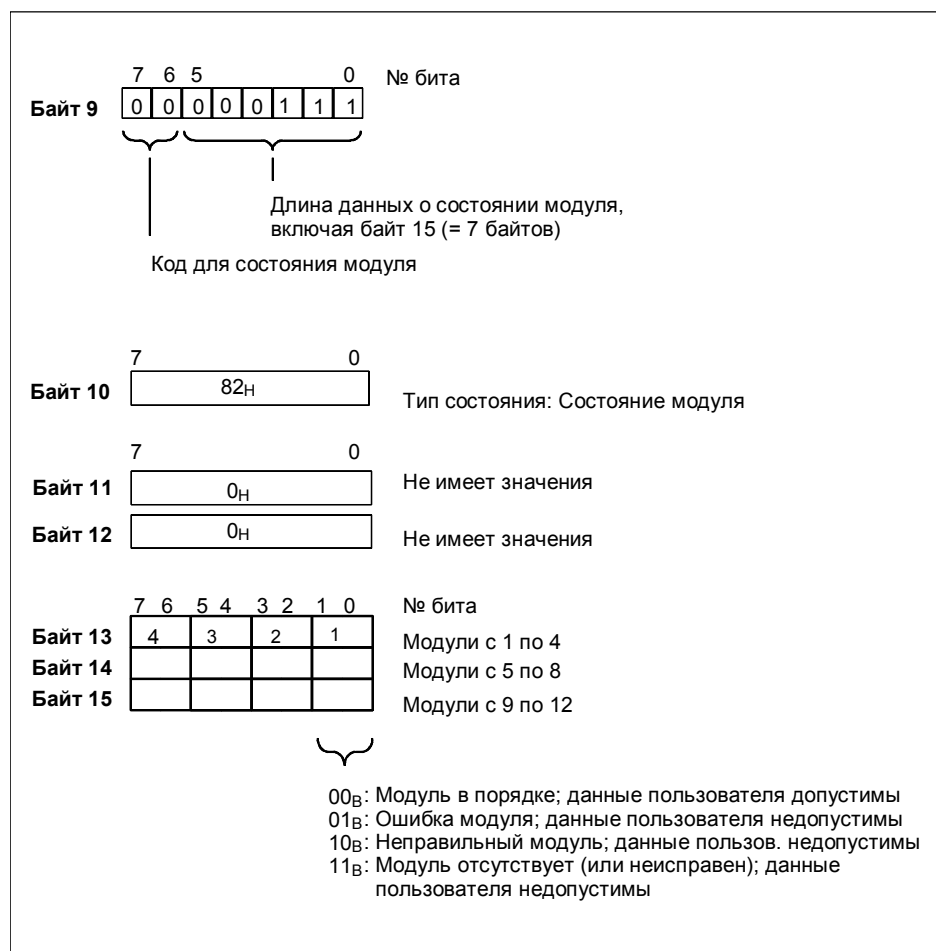 7 6 5 0 № бита
Байт 9 0 0 0 0 0 1 1 1
Длина данных о состоянии модуля,
включая байт 15 (= 7 байтов)
Код для состояния модуля
7 0
Байт 10 82H Тип состояния: Состояние модуля
7 0
Байт 11 0H Не имеет значения
Байт 12 0H Не имеет значения
7 6 5 4 3 2 1 0 № бита
Байт 13 4 3 2 1 Модули с 1 по 4
Байт 14 Модули с 5 по 8
Байт 15 Модули с 9 по 12
00B: Модуль в порядке; данные пользователя допустимы
01B: Ошибка модуля; данные пользователя недопустимы
10B: Неправильный модуль; данные пользов. недопустимы
11B: Модуль отсутствует (или неисправен); данные
пользователя недопустимы